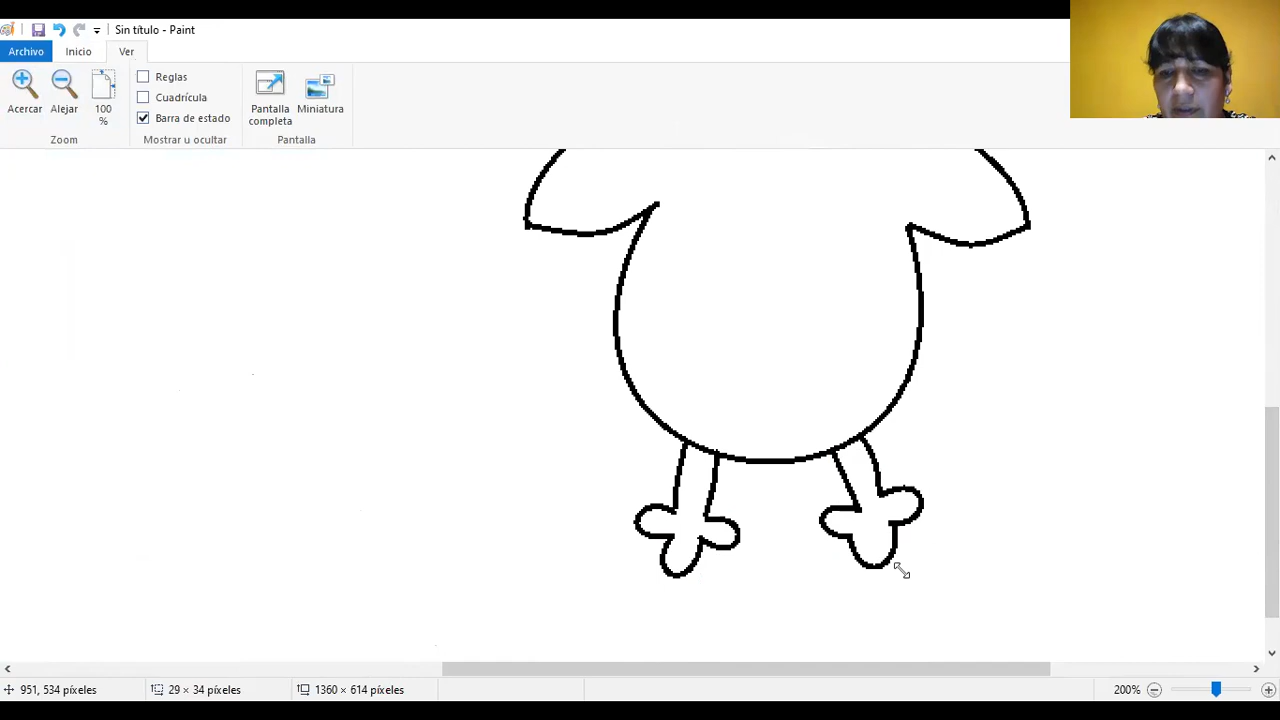 Sin título - Paint
Archivo Inicio Ver
Acercar Alejar 100 %
Reglas
Cuadrícula
Barra de estado
Pantalla completa
Miniatura
Zoom Mostrar u ocultar Pantalla
951, 534 píxeles 29 × 34 píxeles 1360 × 614 píxeles 200%